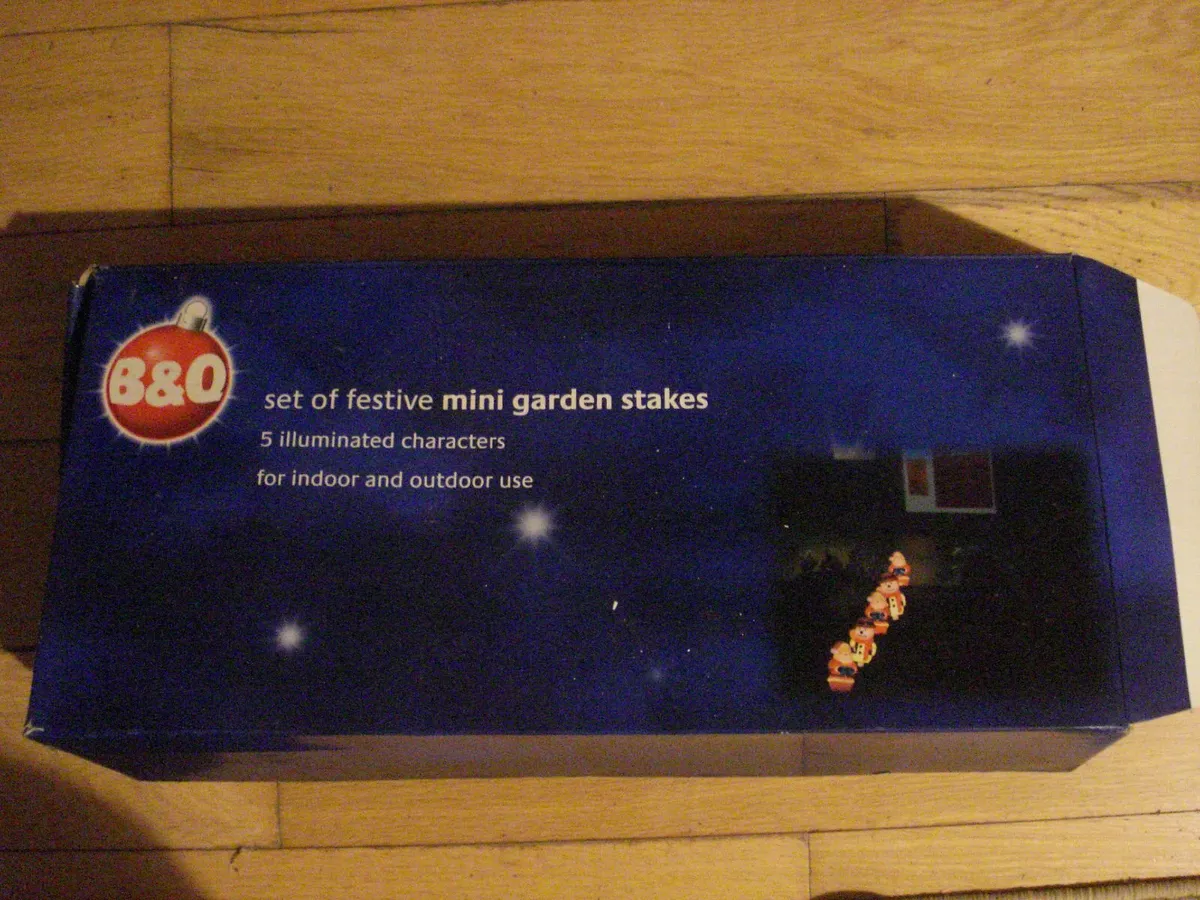 B&Q
set of festive mini garden stakes
5 illuminated characters
for indoor and outdoor use